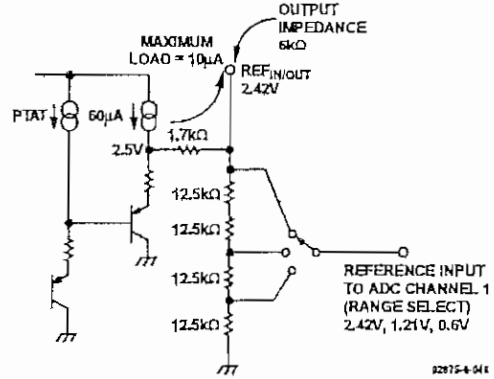 OUTPUT
IMPEDANCE
6kΩ
MAXIMUM
LOAD = 10µA
REFIN/OUT
2.42V
PTAT
60µA
1.7kΩ
2.5V
12.5kΩ
12.5kΩ
12.5kΩ
12.5kΩ
REFERENCE INPUT
TO ADC CHANNEL 1
(RANGE SELECT)
2.42V, 1.21V, 0.6V